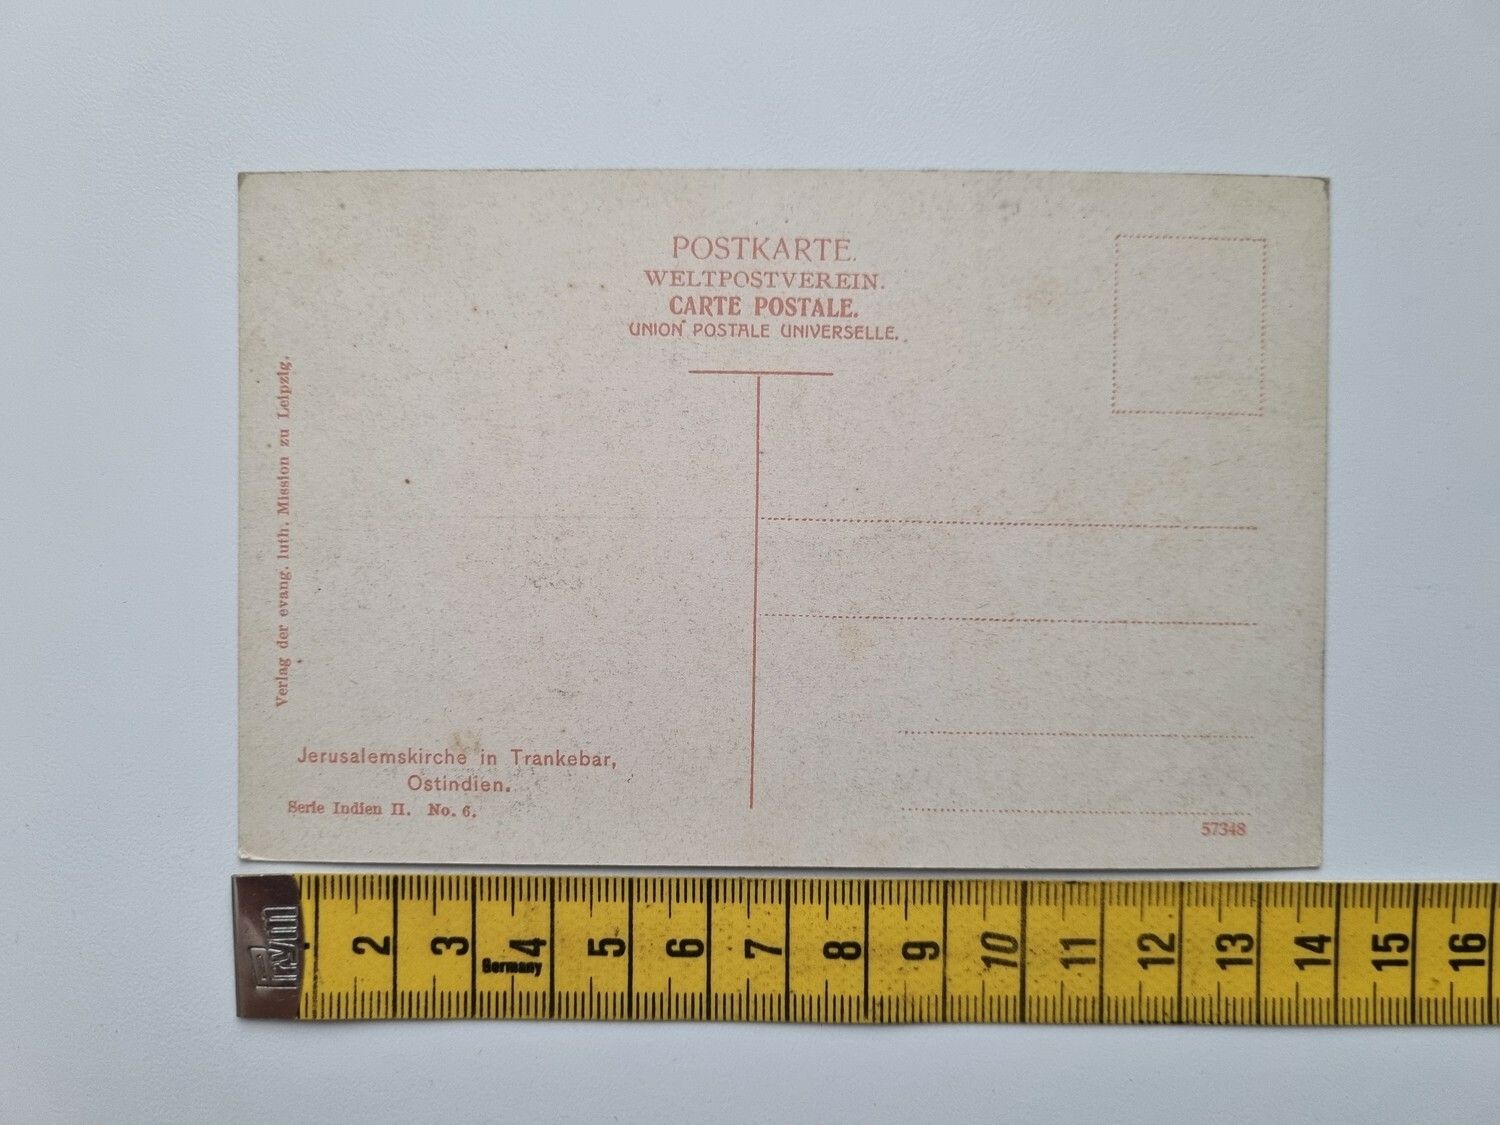 POSTKARTE.
WELTPOSTVEREIN.
CARTE POSTALE.
UNION POSTALE UNIVERSELLE.
Verlag der evang. luth. Mission zu Leipzig.
Jerusalemskirche in Trankebar,
Ostindien.
Serie Indien II. No. 6.
57348
Prym 2 3 4 5 6 7 8 9 10 11 12 13 14 15 16
Germany